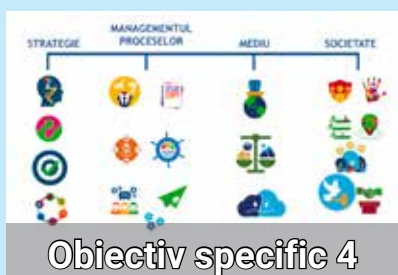 STRATEGIE
MANAGEMENTUL
PROCESELOR
MEDIU
SOCIETATE
Obiectiv specific 4